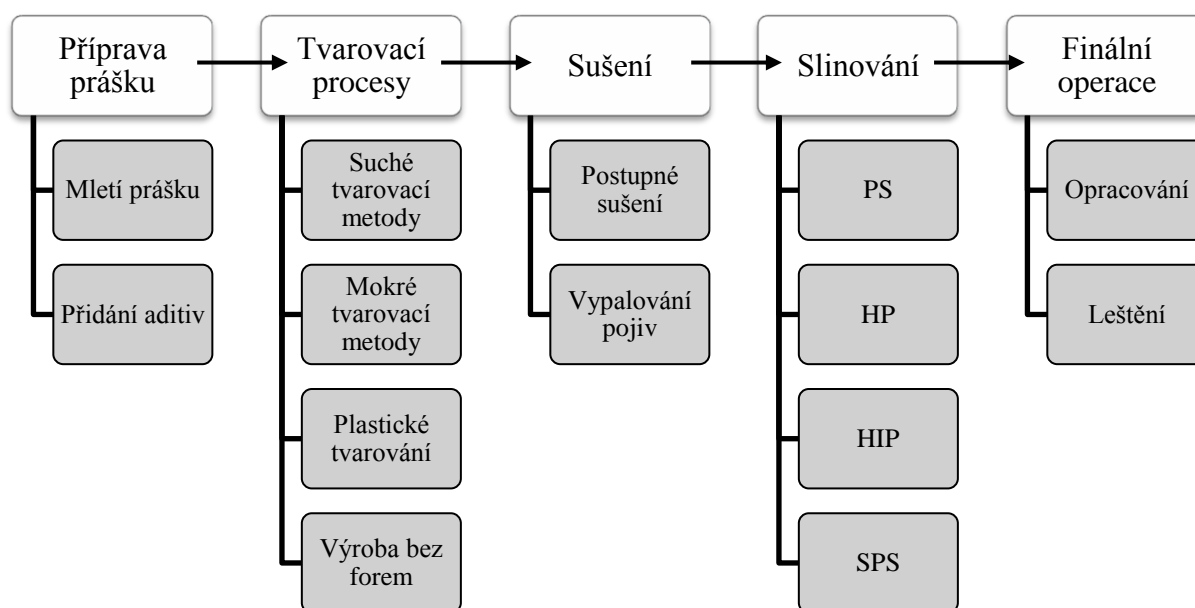 Příprava
prášku
Tvarovací
procesy
Sušení
Slinování
Finální
operace
Mletí prášku
Přidání aditiv
Suché
tvarovací
metody
Mokré
tvarovací
metody
Plastické
tvarování
Výroba bez
forem
Postupné
sušení
Vypalování
pojiv
PS
HP
HIP
SPS
Opracování
Leštění